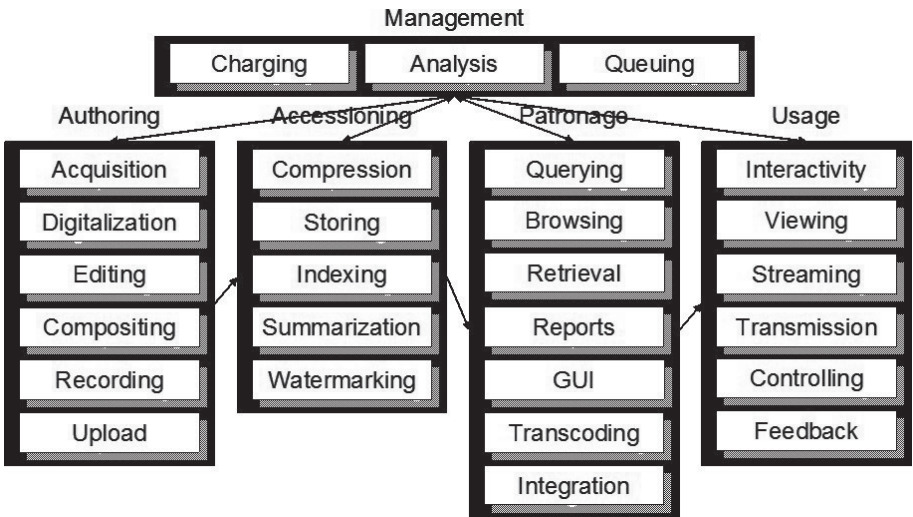 Management
Charging Analysis Queuing
Authoring Accessioning Patronage Usage
Acquisition
Digitalization
Editing
Compositing
Recording
Upload
Compression
Storing
Indexing
Summarization
Watermarking
Querying
Browsing
Retrieval
Reports
GUI
Transcoding
Integration
Interactivity
Viewing
Streaming
Transmission
Controlling
Feedback